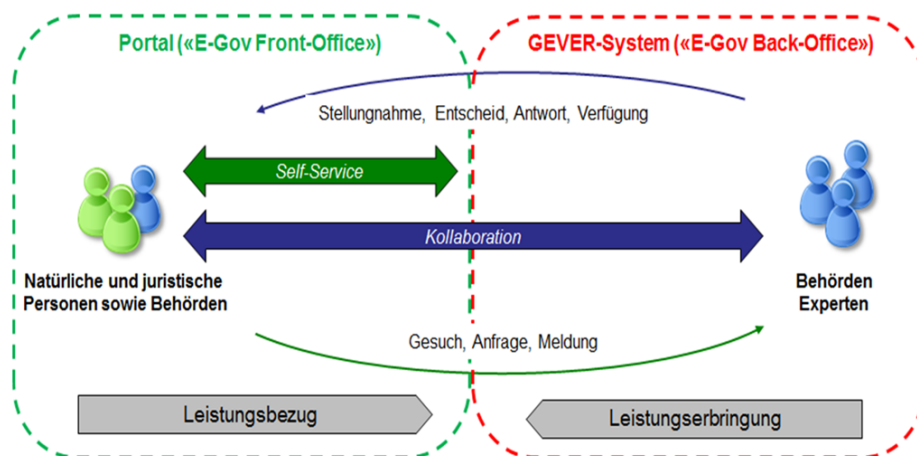 Portal («E-Gov Front-Office»)
GEVER-System («E-Gov Back-Office»)
Stellungnahme, Entscheid, Antwort, Verfügung
Self-Service
Kollaboration
Natürliche und juristische
Personen sowie Behörden
Behörden
Experten
Gesuch, Anfrage, Meldung
Leistungsbezug
Leistungserbringung